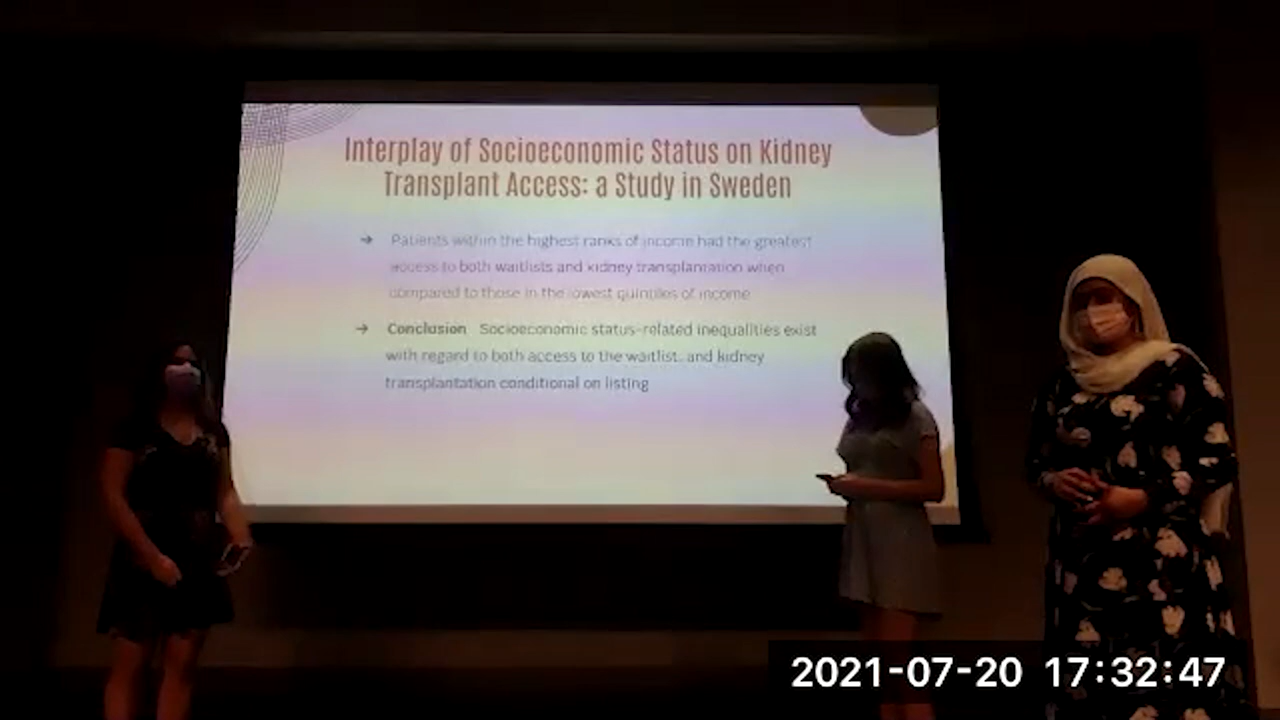 Interplay of Socioeconomic Status on Kidney
Transplant Access: a Study in Sweden
➔ Patients within the highest ranks of income had the greatest
access to both waitlists and kidney transplantation when
compared to those in the lowest quintiles of income
➔ Conclusion Socioeconomic status-related inequalities exist
with regard to both access to the waitlist, and kidney
transplantation conditional on listing
2021-07-20 17:32:47